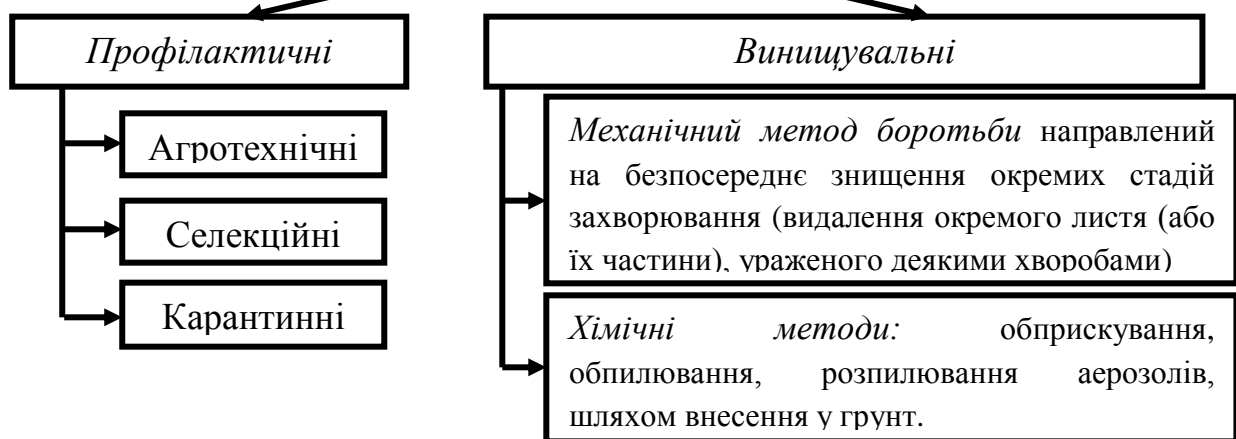 Профілактичні
Агротехнічні
Селекційні
Карантинні
Винищувальні
Механічний метод боротьби направлений
на безпосереднє знищення окремих стадій
захворювання (видалення окремого листя (або
їх частини), ураженого деякими хворобами)
Хімічні методи: обприскування,
обпилювання, розпилювання аерозолів,
шляхом внесення у грунт.